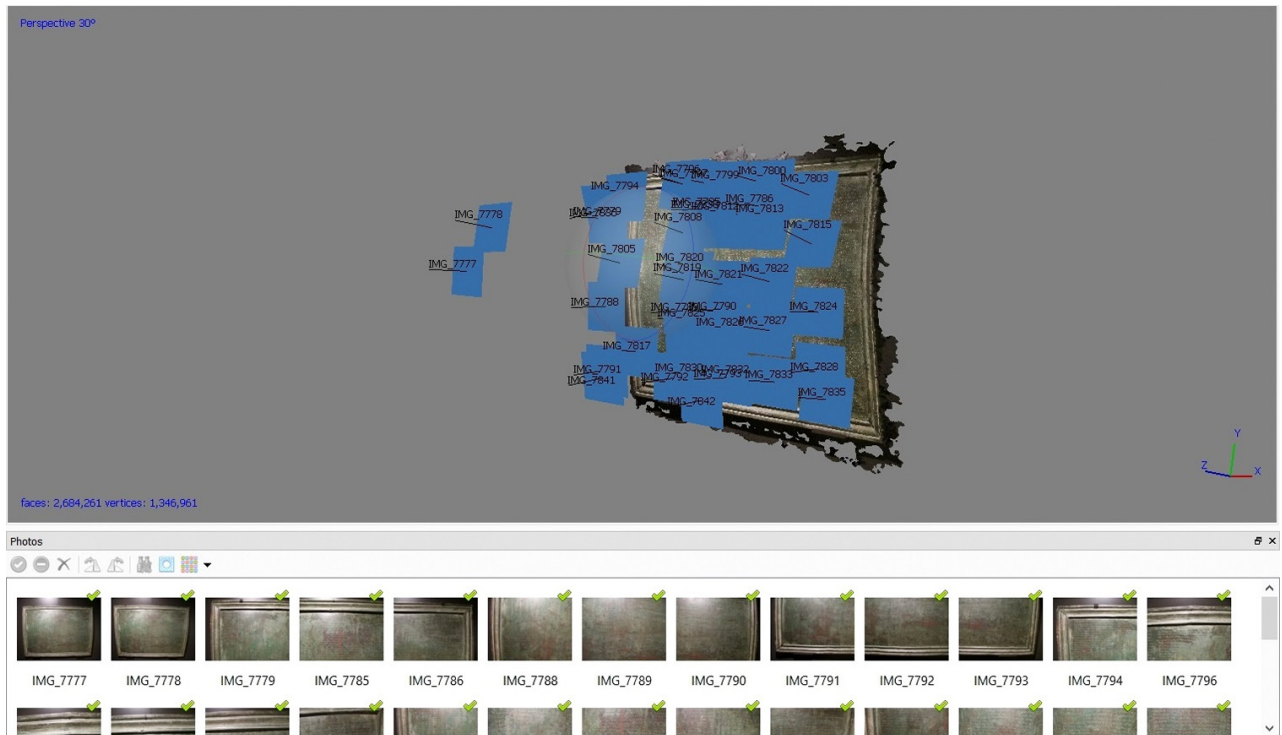 Perspective 30°
IMG_7800
IMG_7799
IMG_7803
IMG_7794
IMG_7786
IMG_7813
IMG_7778
IMG_7808
IMG_7815
IMG_7805
IMG_7777
IMG_7820
IMG_7819
IMG_7821
IMG_7822
IMG_7788
IMG_7790
IMG_7824
IMG_7827
IMG_7817
IMG_7791
IMG_7828
IMG_7792
IMG_7833
IMG_7841
IMG_7835
IMG_7842
Y
Z
X
faces: 2,684,261 vertices: 1,346,961
Photos
IMG_7777 IMG_7778 IMG_7779 IMG_7785 IMG_7786 IMG_7788 IMG_7789 IMG_7790 IMG_7791 IMG_7792 IMG_7793 IMG_7794 IMG_7796